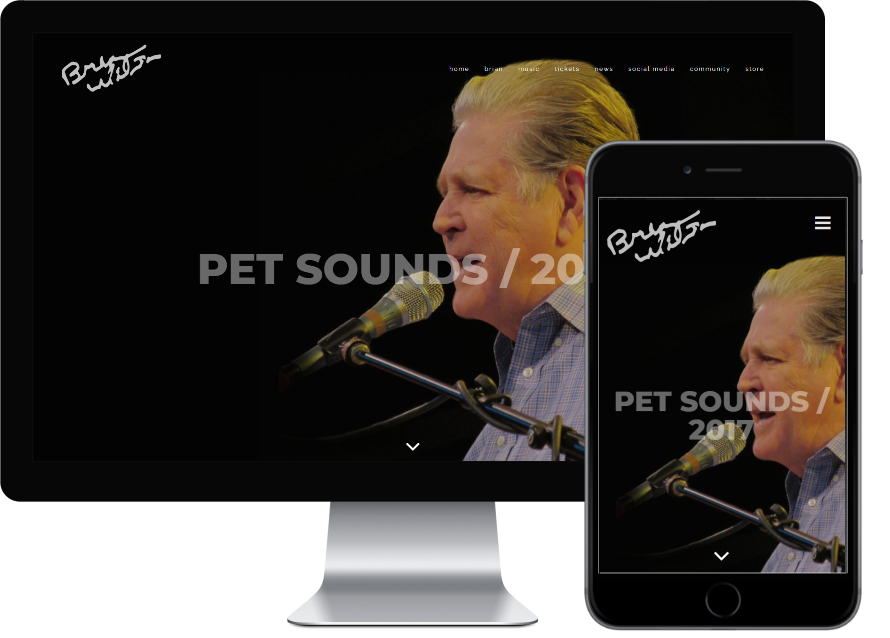 Brian
Wilson
home brian music tickets news social media community store
PET SOUNDS / 20
Brian
Wilson
PET SOUNDS /
2017